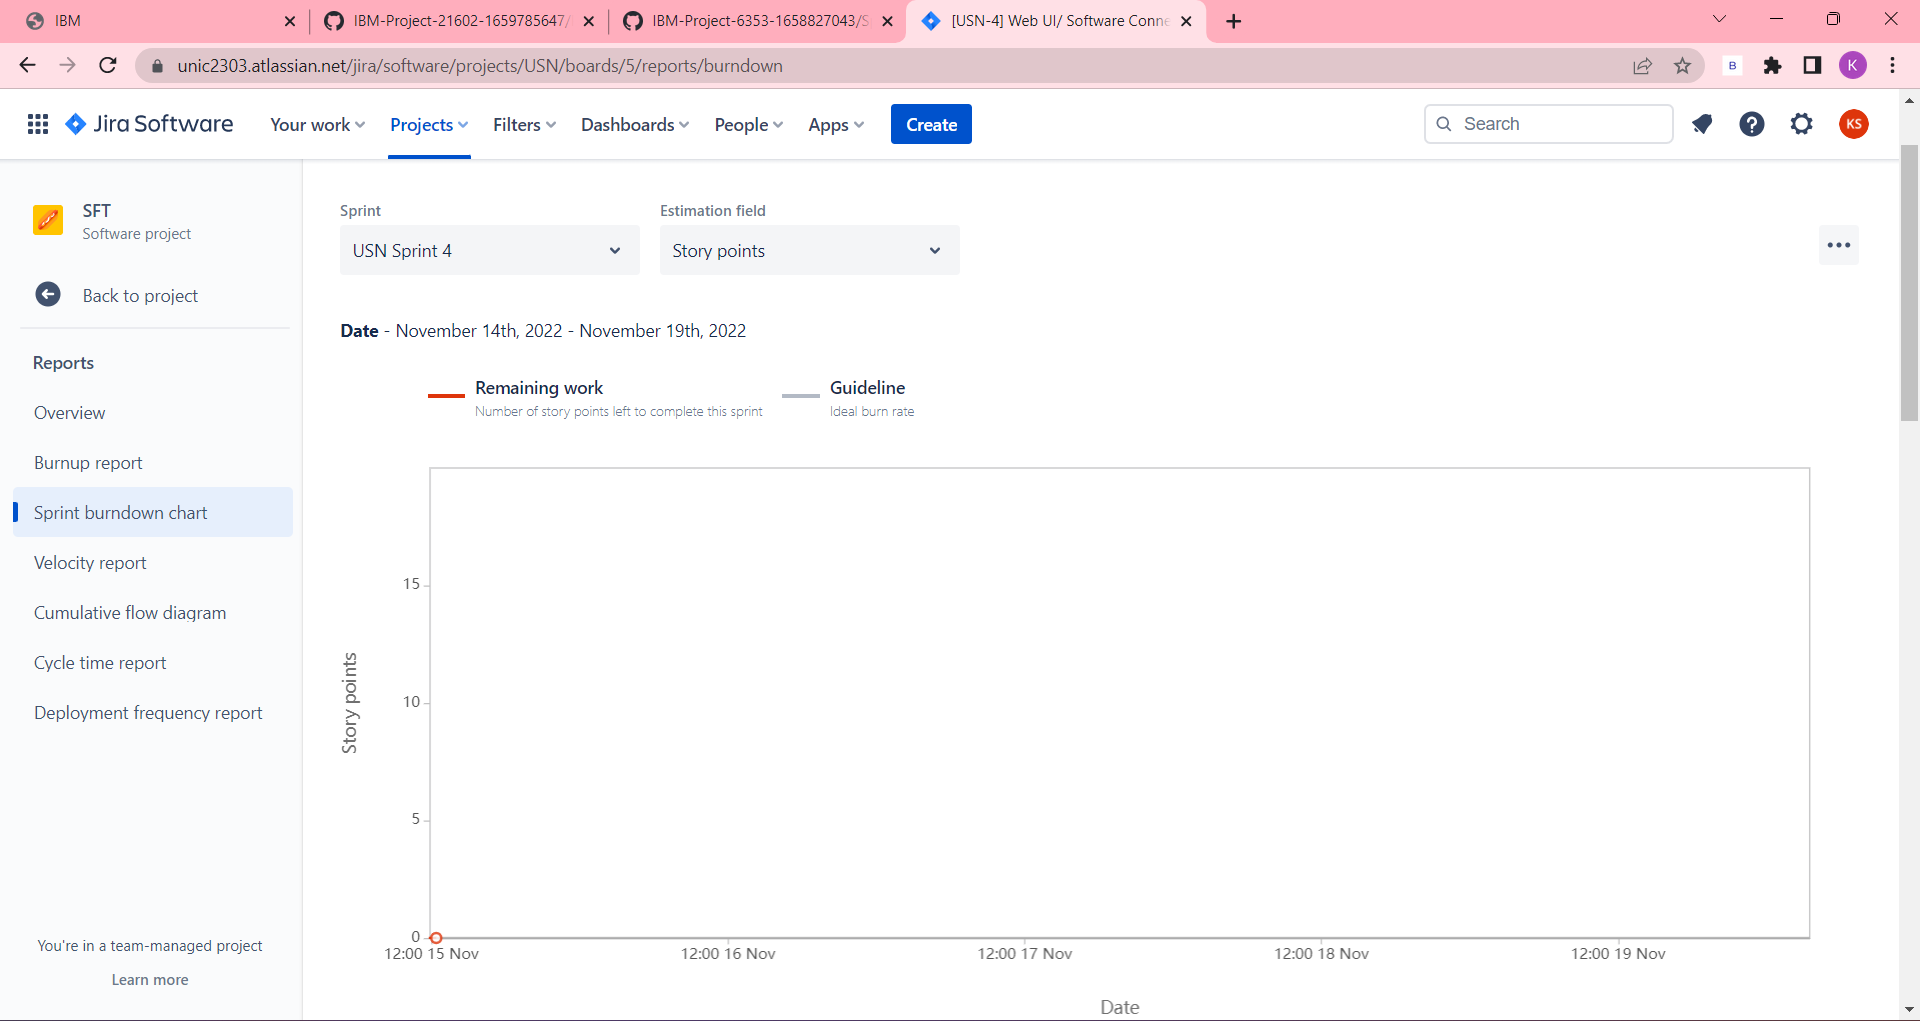 IBM
IBM-Project-21602-1659785647/
IBM-Project-6353-1658827043/S
[USN-4] Web UI/ Software Conne
unic2303.atlassian.net/jira/software/projects/USN/boards/5/reports/burndown
B
K
Jira Software
Your work
Projects
Filters
Dashboards
People
Apps
Create
Search
KS
SFT
Software project
Back to project
Reports
Overview
Burnup report
Sprint burndown chart
Velocity report
Cumulative flow diagram
Cycle time report
Deployment frequency report
You're in a team-managed project
Learn more
Sprint
USN Sprint 4
Estimation field
Story points
Date - November 14th, 2022 - November 19th, 2022
Remaining work
Number of story points left to complete this sprint
Guideline
Ideal burn rate
Story points
15
10
5
0
12:00 15 Nov
12:00 16 Nov
12:00 17 Nov
12:00 18 Nov
12:00 19 Nov
Date